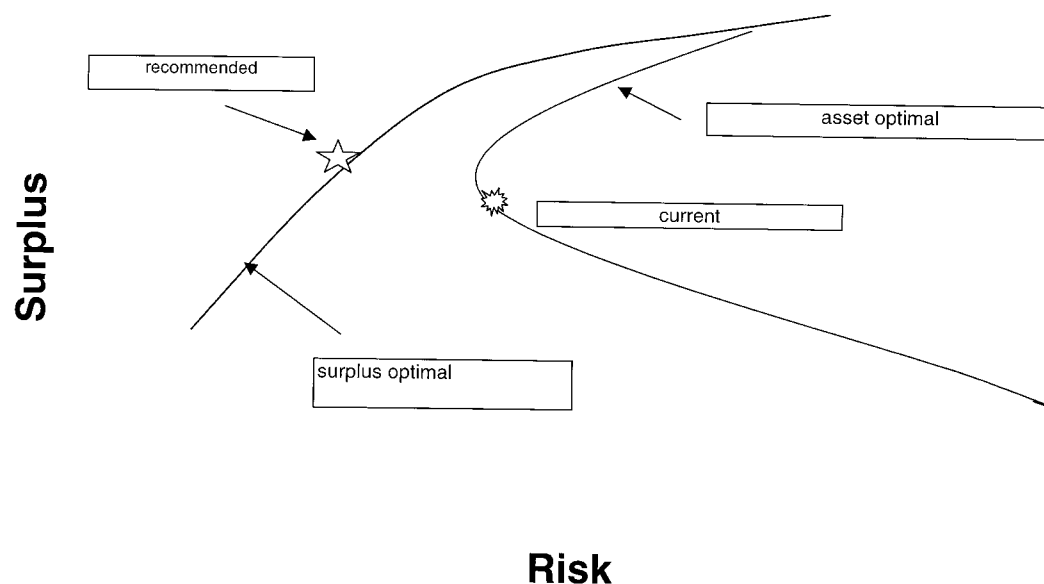 recommended
asset optimal
current
Surplus
surplus optimal
Risk